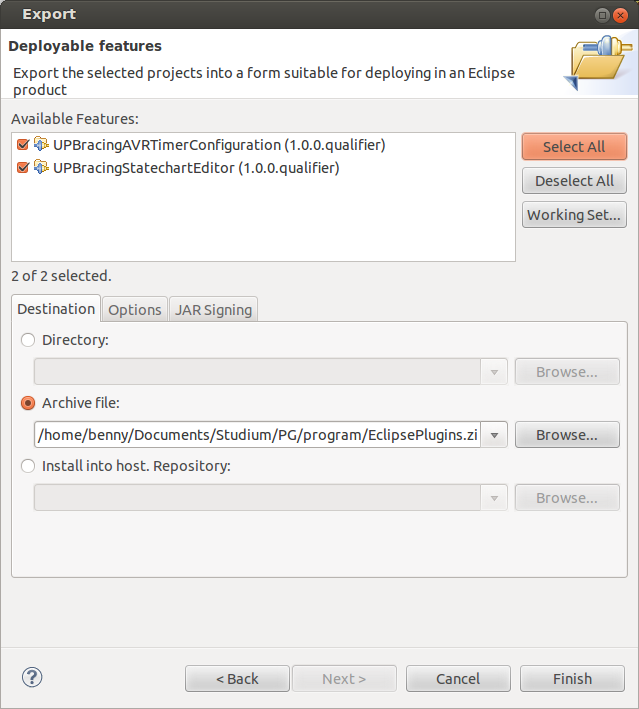 Export
Deployable features
Export the selected projects into a form suitable for deploying in an Eclipse
product
Available Features:
UPBracingAVRTimerConfiguration (1.0.0.qualifier)
UPBracingStatechartEditor (1.0.0.qualifier)
Select All
Deselect All
Working Set...
2 of 2 selected.
Destination
Options
JAR Signing
Directory:
Browse...
Archive file:
/home/benny/Documents/Studium/PG/program/EclipsePlugins.zi
Browse...
Install into host. Repository:
Browse...
?
< Back
Next >
Cancel
Finish